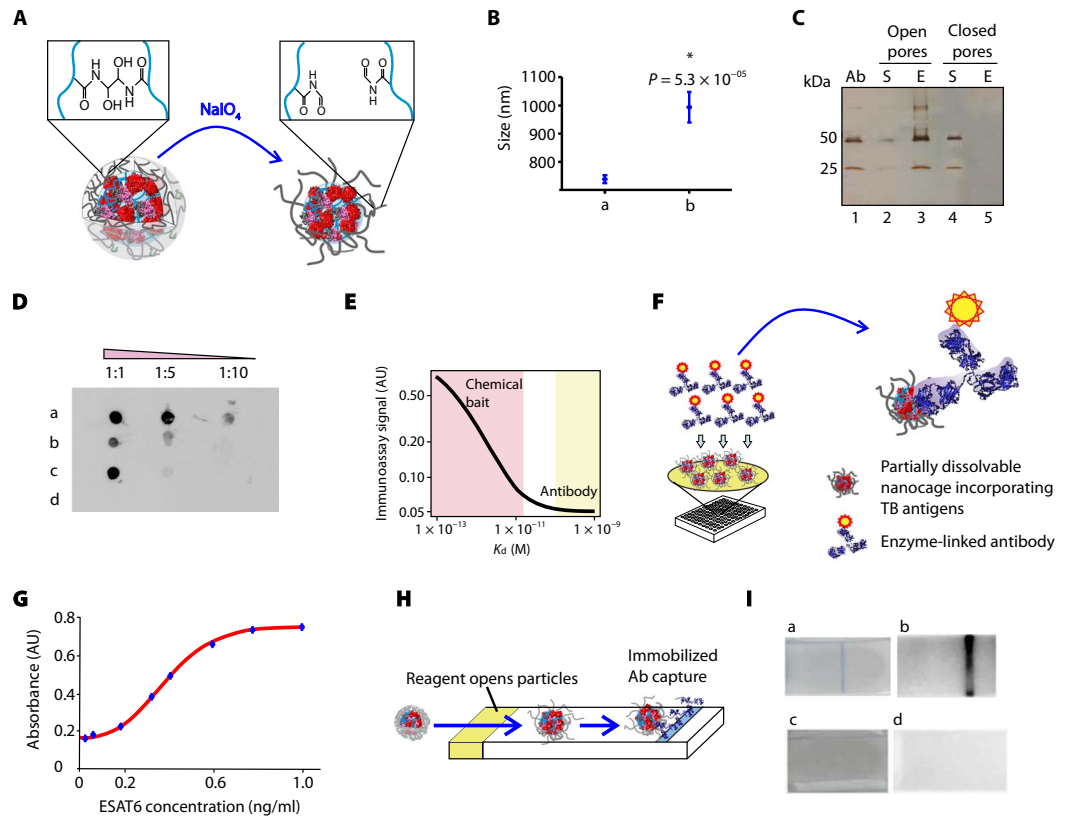 A
OH
H
N
O
O
N
H
OH
NaIO4
O
N
H
O
O
O
N
H
B
*
P = 5.3 × 10−05
Size (nm)
1100
1000
900
800
a
b
C
Open
pores
Closed
pores
kDa
Ab
S
E
S
E
50
25
1
2
3
4
5
D
1:1
1:5
1:10
a
b
c
d
E
Immunoassay signal (AU)
0.50
0.20
0.10
0.05
Chemical
bait
Antibody
1 × 10−13
1 × 10−11
1 × 10−9
Kd (M)
F
Partially dissolvable
nanocage incorporating
TB antigens
Enzyme-linked antibody
G
Absorbance (AU)
0.8
0.6
0.4
0.2
0
0
0.2
0.6
1.0
ESAT6 concentration (ng/ml)
H
Reagent opens particles
Immobilized
Ab capture
I
a
b
c
d